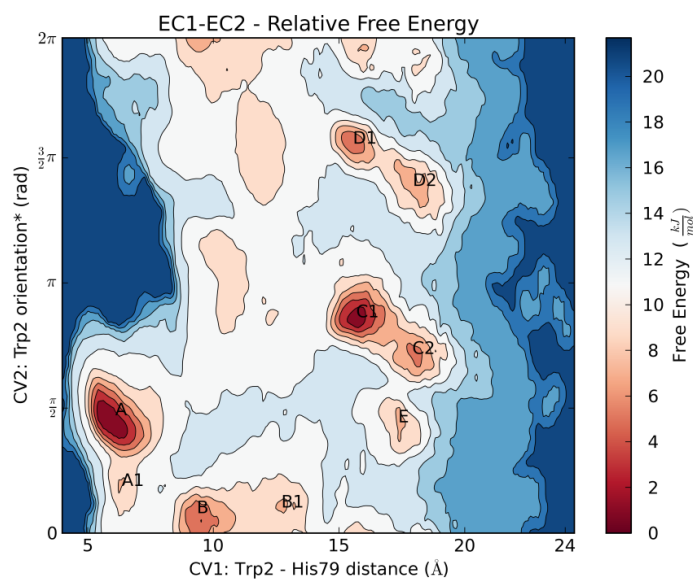 EC1-EC2 - Relative Free Energy
2π
3/2 π
π
π/2
0
CV2: Trp2 orientation* (rad)
D1
D2
C1
C2
A
E
A1
B1
B
5
10
15
20
24
CV1: Trp2 - His79 distance (Å)
20
18
16
14
12
10
8
6
4
2
0
Free Energy (kJ/mol)